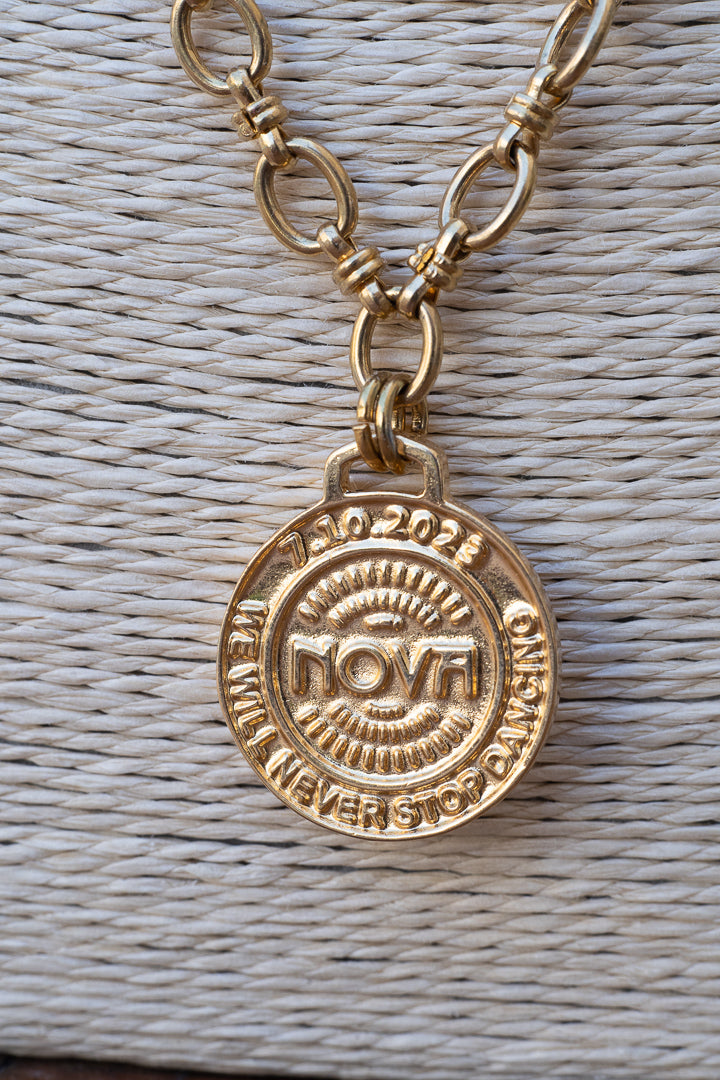 7.10.2023
NOVA
WE WILL NEVER STOP DANCING